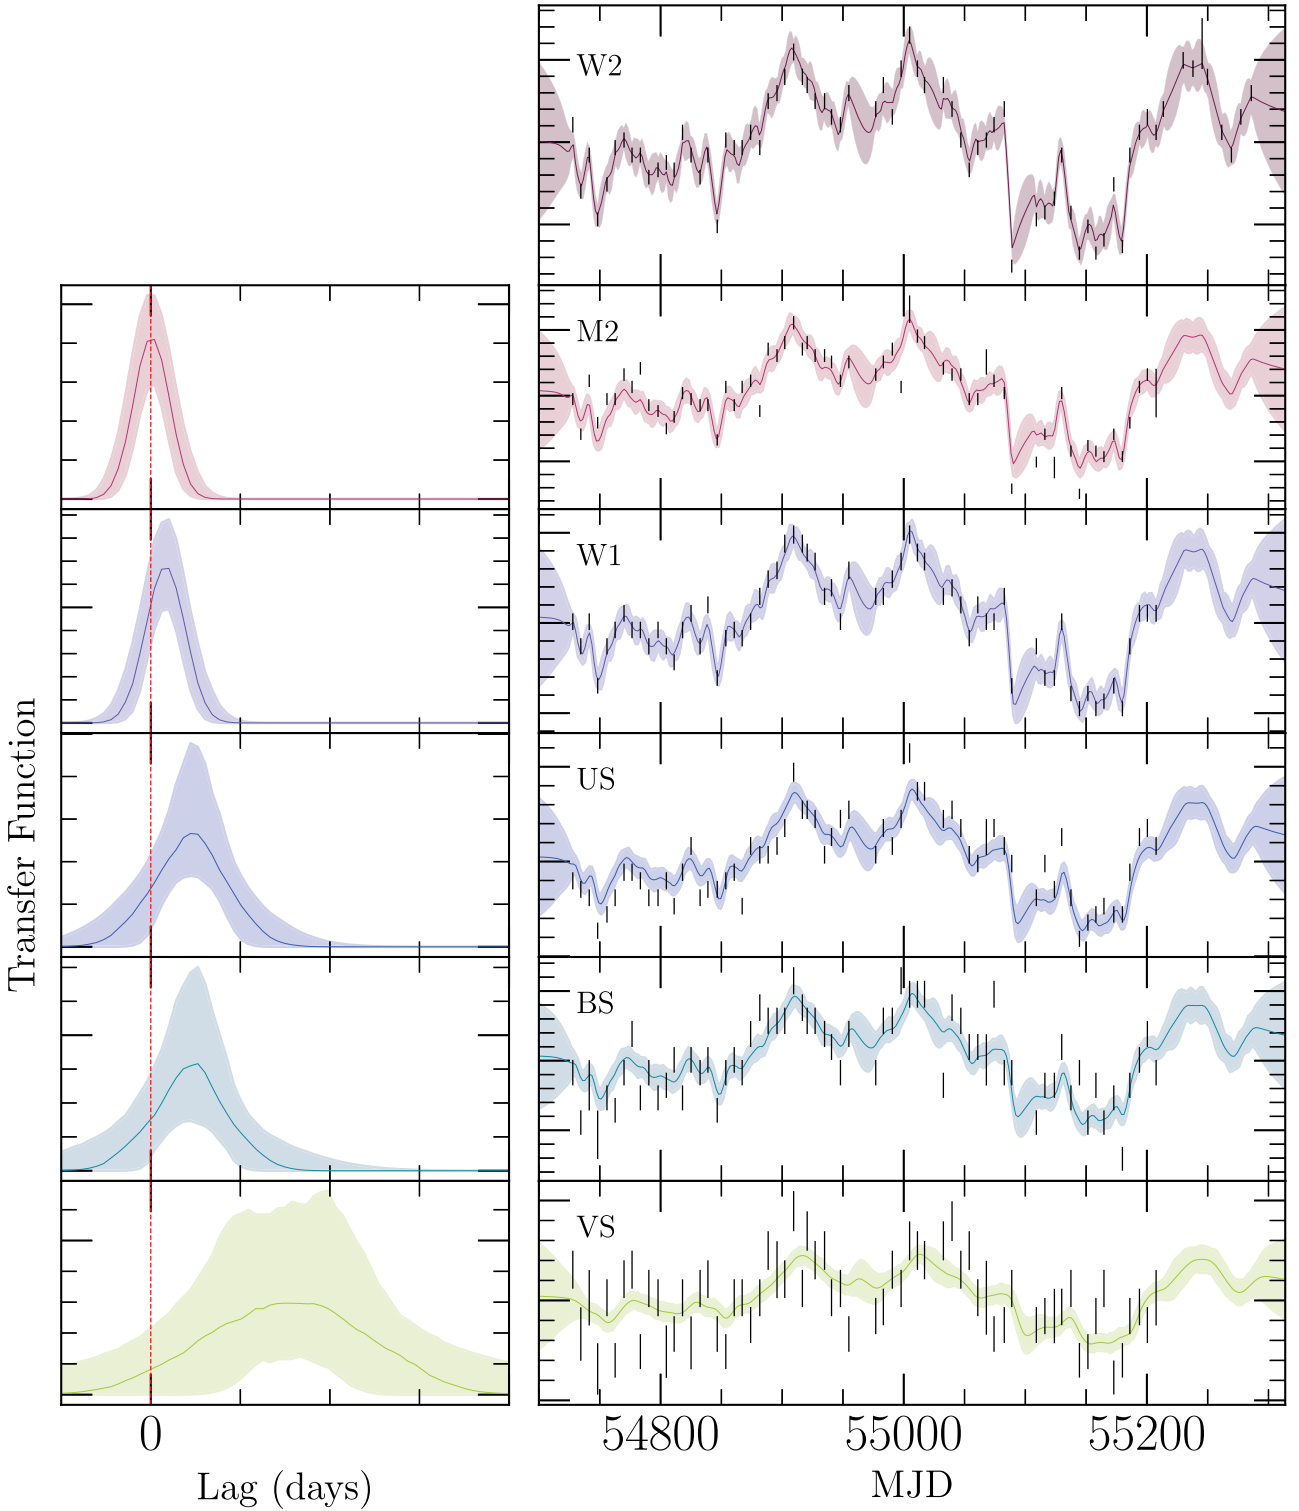 W2
M2
W1
US
BS
VS
Transfer Function
0
54800
55000
55200
Lag (days)
MJD